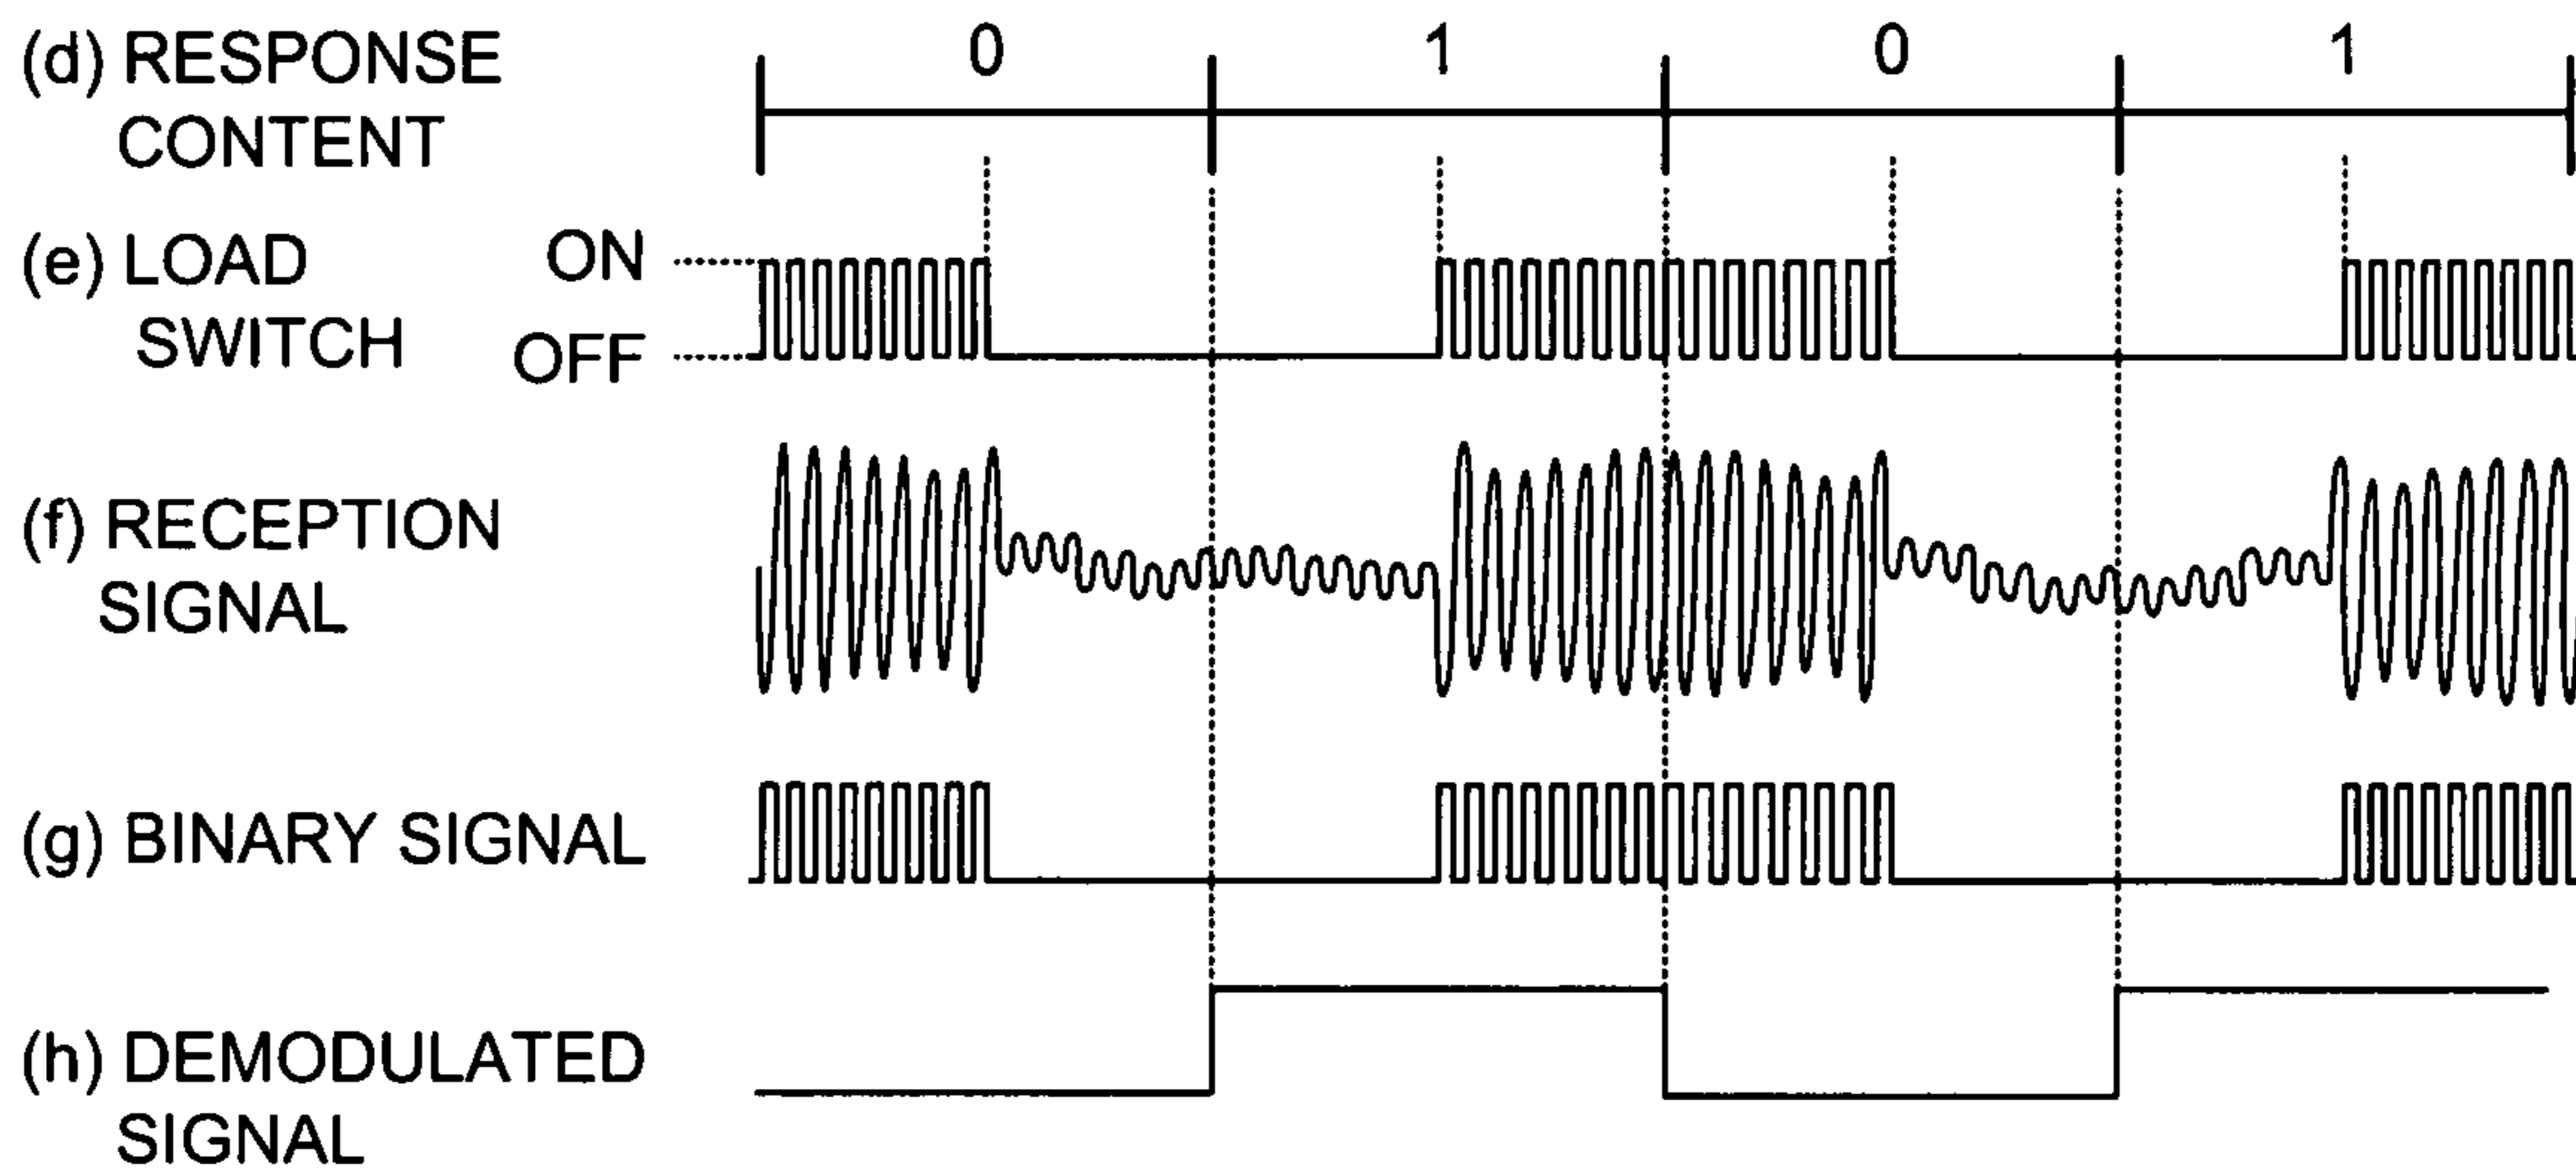 (d) RESPONSE
CONTENT
0 1 0 1
(e) LOAD
SWITCH
ON
OFF
(f) RECEPTION
SIGNAL
(g) BINARY SIGNAL
(h) DEMODULATED
SIGNAL